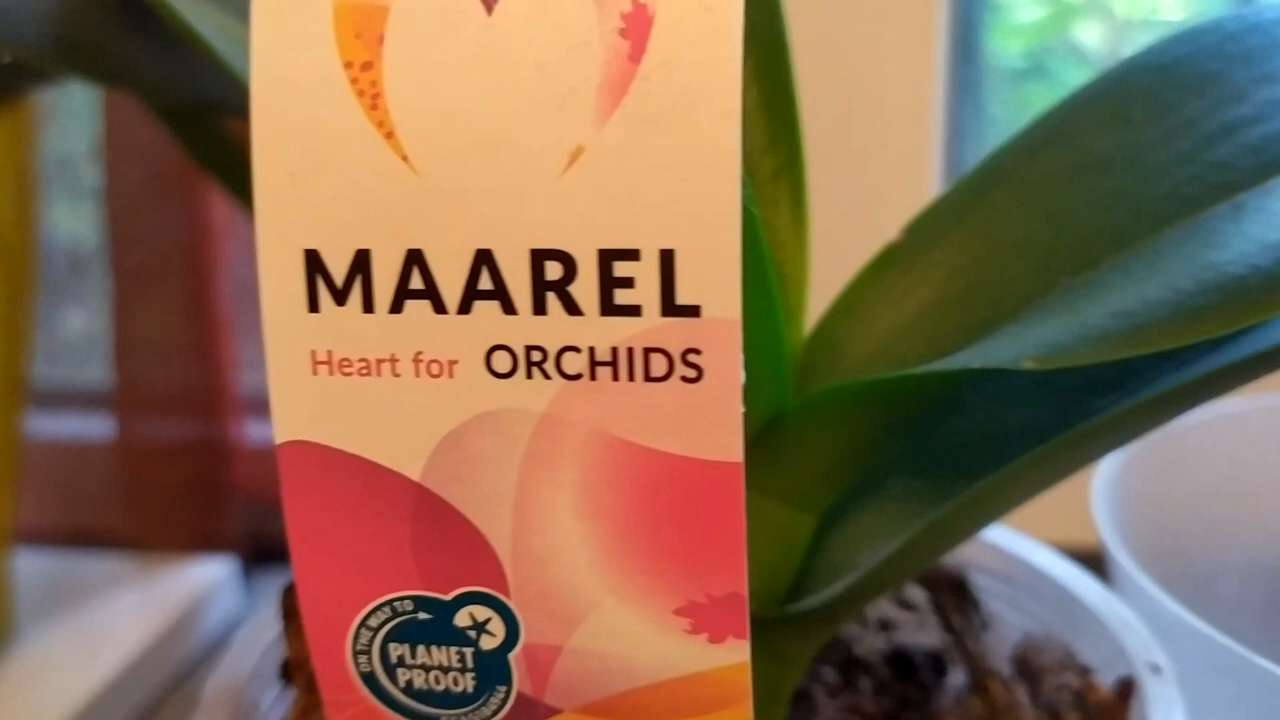 MAAREL
Heart for ORCHIDS
ON THE WAY TO
PLANET
PROOF